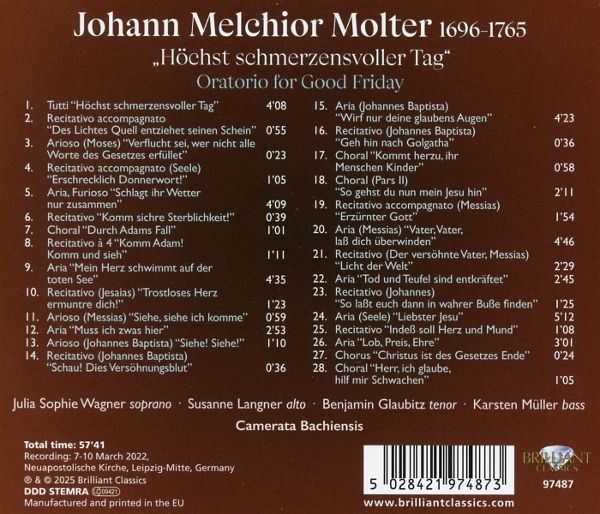 Johann Melchior Molter 1696-1765
„Höchst schmerzensvoller Tag“
Oratorio for Good Friday
1. Tutti “Höchst schmerzensvoller Tag” 4'08
2. Recitativo accompagnato
“Des Lichtes Quell entziehet seinen Schein” 0'55
3. Arioso (Moses) “Verflucht sei, wer nicht alle
Worte des Gesetzes erfüllet” 0'23
4. Recitativo accompagnato (Seele)
“Erschrecklich Donnerwort!” 1'05
5. Aria, Furioso “Schlagt ihr Wetter
nur zusammen” 4'09
6. Recitativo “Komm sichre Sterblichkeit!” 0'39
7. Choral “Durch Adams Fall” 1'01
8. Recitativo à 4 “Komm Adam!
Komm und sieh” 1'11
9. Aria “Mein Herz schwimmt auf der
toten See” 4'35
10. Recitativo (Jesaias) “Trostloses Herz
ermuntre dich!” 1'23
11. Arioso (Messias) “Siehe, siehe ich komme” 0'59
12. Aria “Muss ich zwas hier” 2'53
13. Arioso (Johannes Baptista) “Siehe! Siehe!” 1'10
14. Recitativo (Johannes Baptista)
“Schau! Dies Versöhnungsblut” 0'36
15. Aria (Johannes Baptista)
“Wirf nur deine glaubens Augen” 4'23
16. Recitativo (Johannes Baptista)
“Geh hin nach Golgatha” 0'36
17. Choral “Kommt herzu, ihr
Menschen Kinder” 0'58
18. Choral (Pars II)
“So gehst du nun mein Jesu hin” 2'11
19. Recitativo accompagnato (Messias)
“Erzürnter Gott” 1'54
20. Aria (Messias) “Vater, Vater,
laß dich überwinden” 4'46
21. Recitativo (Der versöhnte Vater, Messias)
“Licht der Welt” 2'29
22. Aria “Tod und Teufel sind entkräftet” 2'45
23. Recitativo (Johannes)
“So laßt euch dann in wahrer Buße finden” 1'25
24. Aria (Seele) “Liebster Jesu” 5'12
25. Recitativo “Indeß soll Herz und Mund” 1'08
26. Aria “Lob, Preis, Ehre” 3'01
27. Chorus “Christus ist des Gesetzes Ende” 0'24
28. Choral “Herr, ich glaube,
hilf mir Schwachen” 1'05
Julia Sophie Wagner soprano · Susanne Langner alto · Benjamin Glaubitz tenor · Karsten Müller bass
Camerata Bachiensis
Total time: 57'41
Recording: 7-10 March 2022,
Neuapostolische Kirche, Leipzig-Mitte, Germany
℗ & © 2025 Brilliant Classics
DDD STEMRA LC 09421
Manufactured and printed in the EU
5 028421 974873
www.brilliantclassics.com
BRILLIANT
CLASSICS
97487